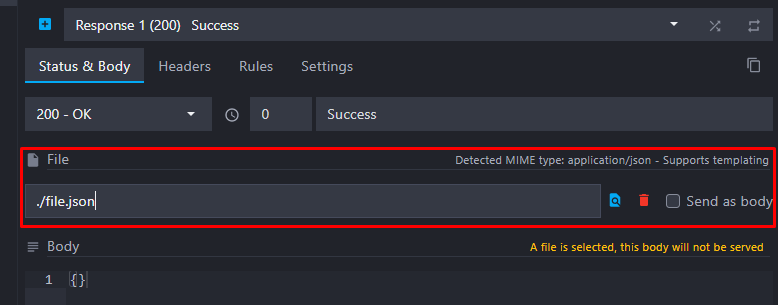 Response 1 (200) Success
Status & Body Headers Rules Settings
200 - OK 0 Success
File Detected MIME type: application/json - Supports templating
./file.json Send as body
Body A file is selected, this body will not be served
1 {}